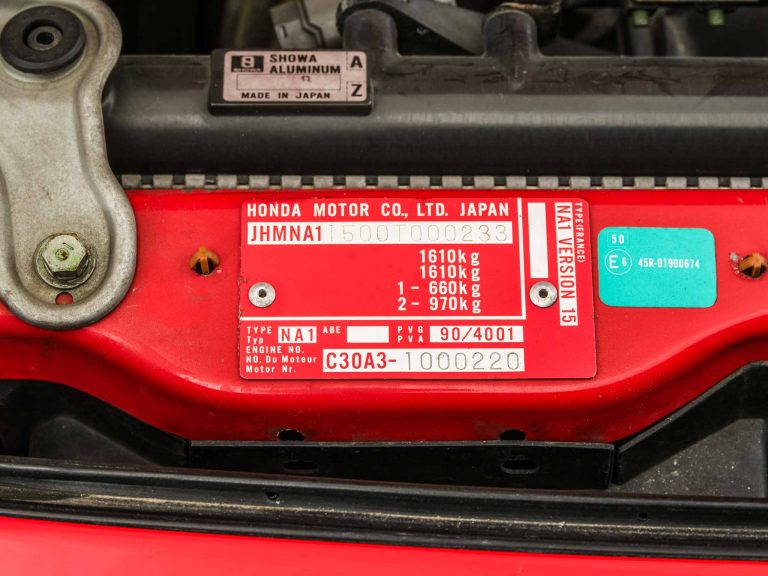 SHOWA
ALUMINUM
A
Z
MADE IN JAPAN
HONDA MOTOR CO., LTD. JAPAN
JHMNA11500T000233
1610kg
1610kg
1 - 660kg
2 - 970kg
TYPE Typ NA1 ABE PVG PVA 90/4001
ENGINE NO.
NO. Du Moteur
Motor Nr.
C30A3-1000220
TYPE(FRANCE)
NA1 VERSION 15
50
E6 45R-01900674